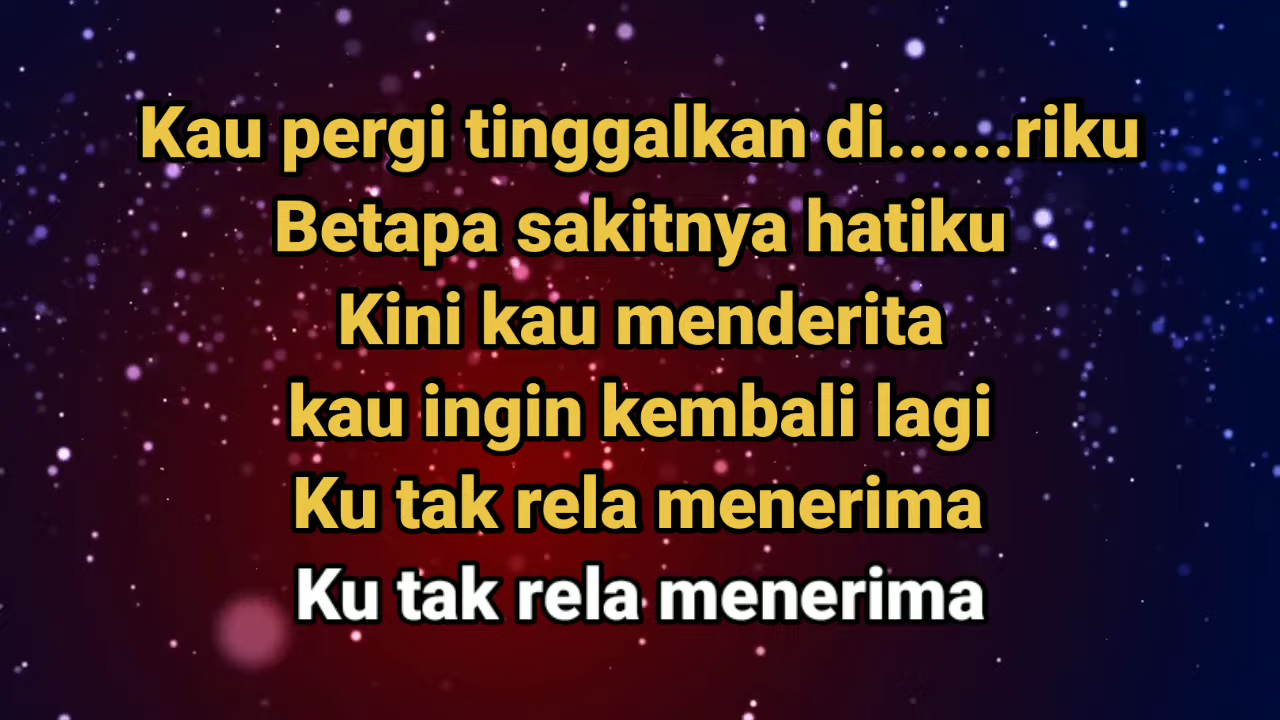 Kau pergi tinggalkan di......riku
Betapa sakitnya hatiku
Kini kau menderita
kau ingin kembali lagi
Ku tak rela menerima
Ku tak rela menerima